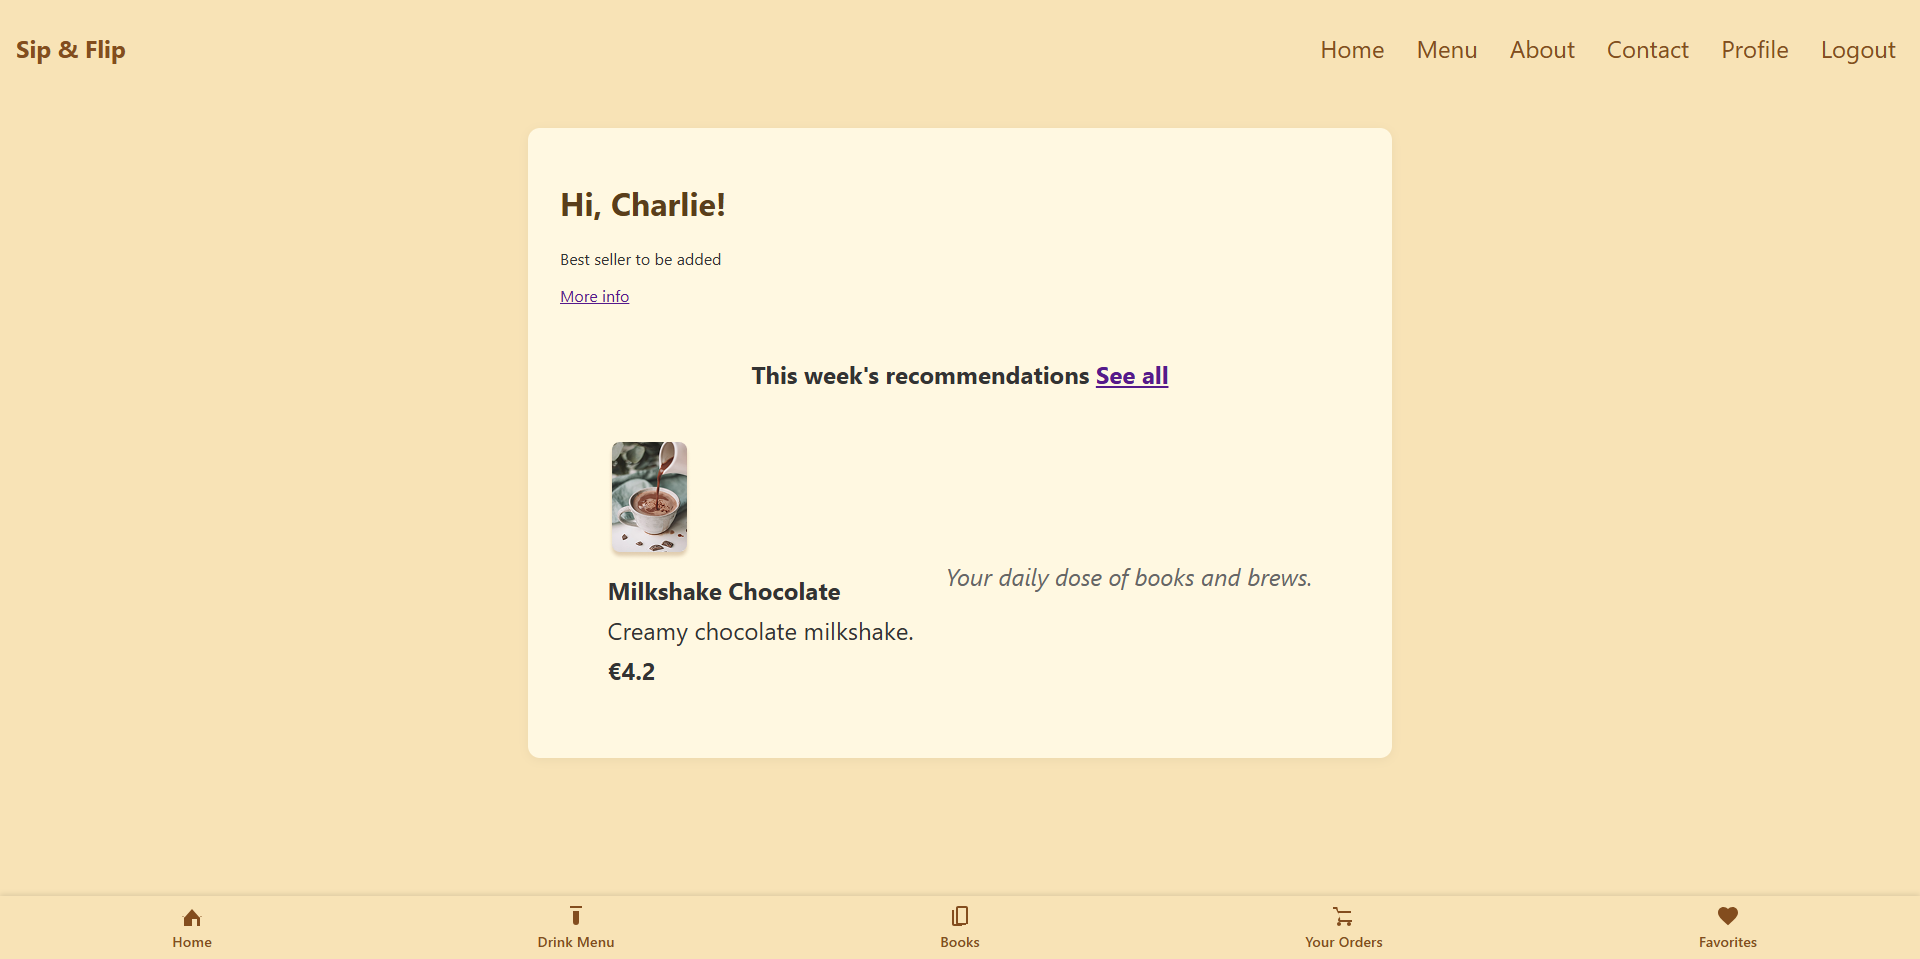 Sip & Flip
Home Menu About Contact Profile Logout
Hi, Charlie!
Best seller to be added
More info
This week's recommendations See all
Milkshake Chocolate
Creamy chocolate milkshake.
€4.2
Your daily dose of books and brews.
Home
Drink Menu
Books
Your Orders
Favorites